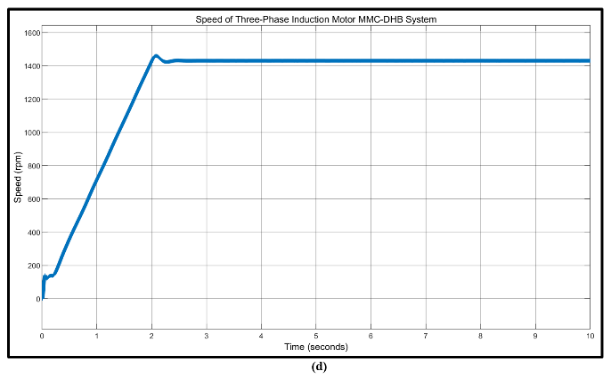 Speed of Three-Phase Induction Motor MMC-DHB System
1600
1400
1200
1000
800
600
400
200
0
Speed (rpm)
0 1 2 3 4 5 6 7 8 9 10
Time (seconds)
(d)